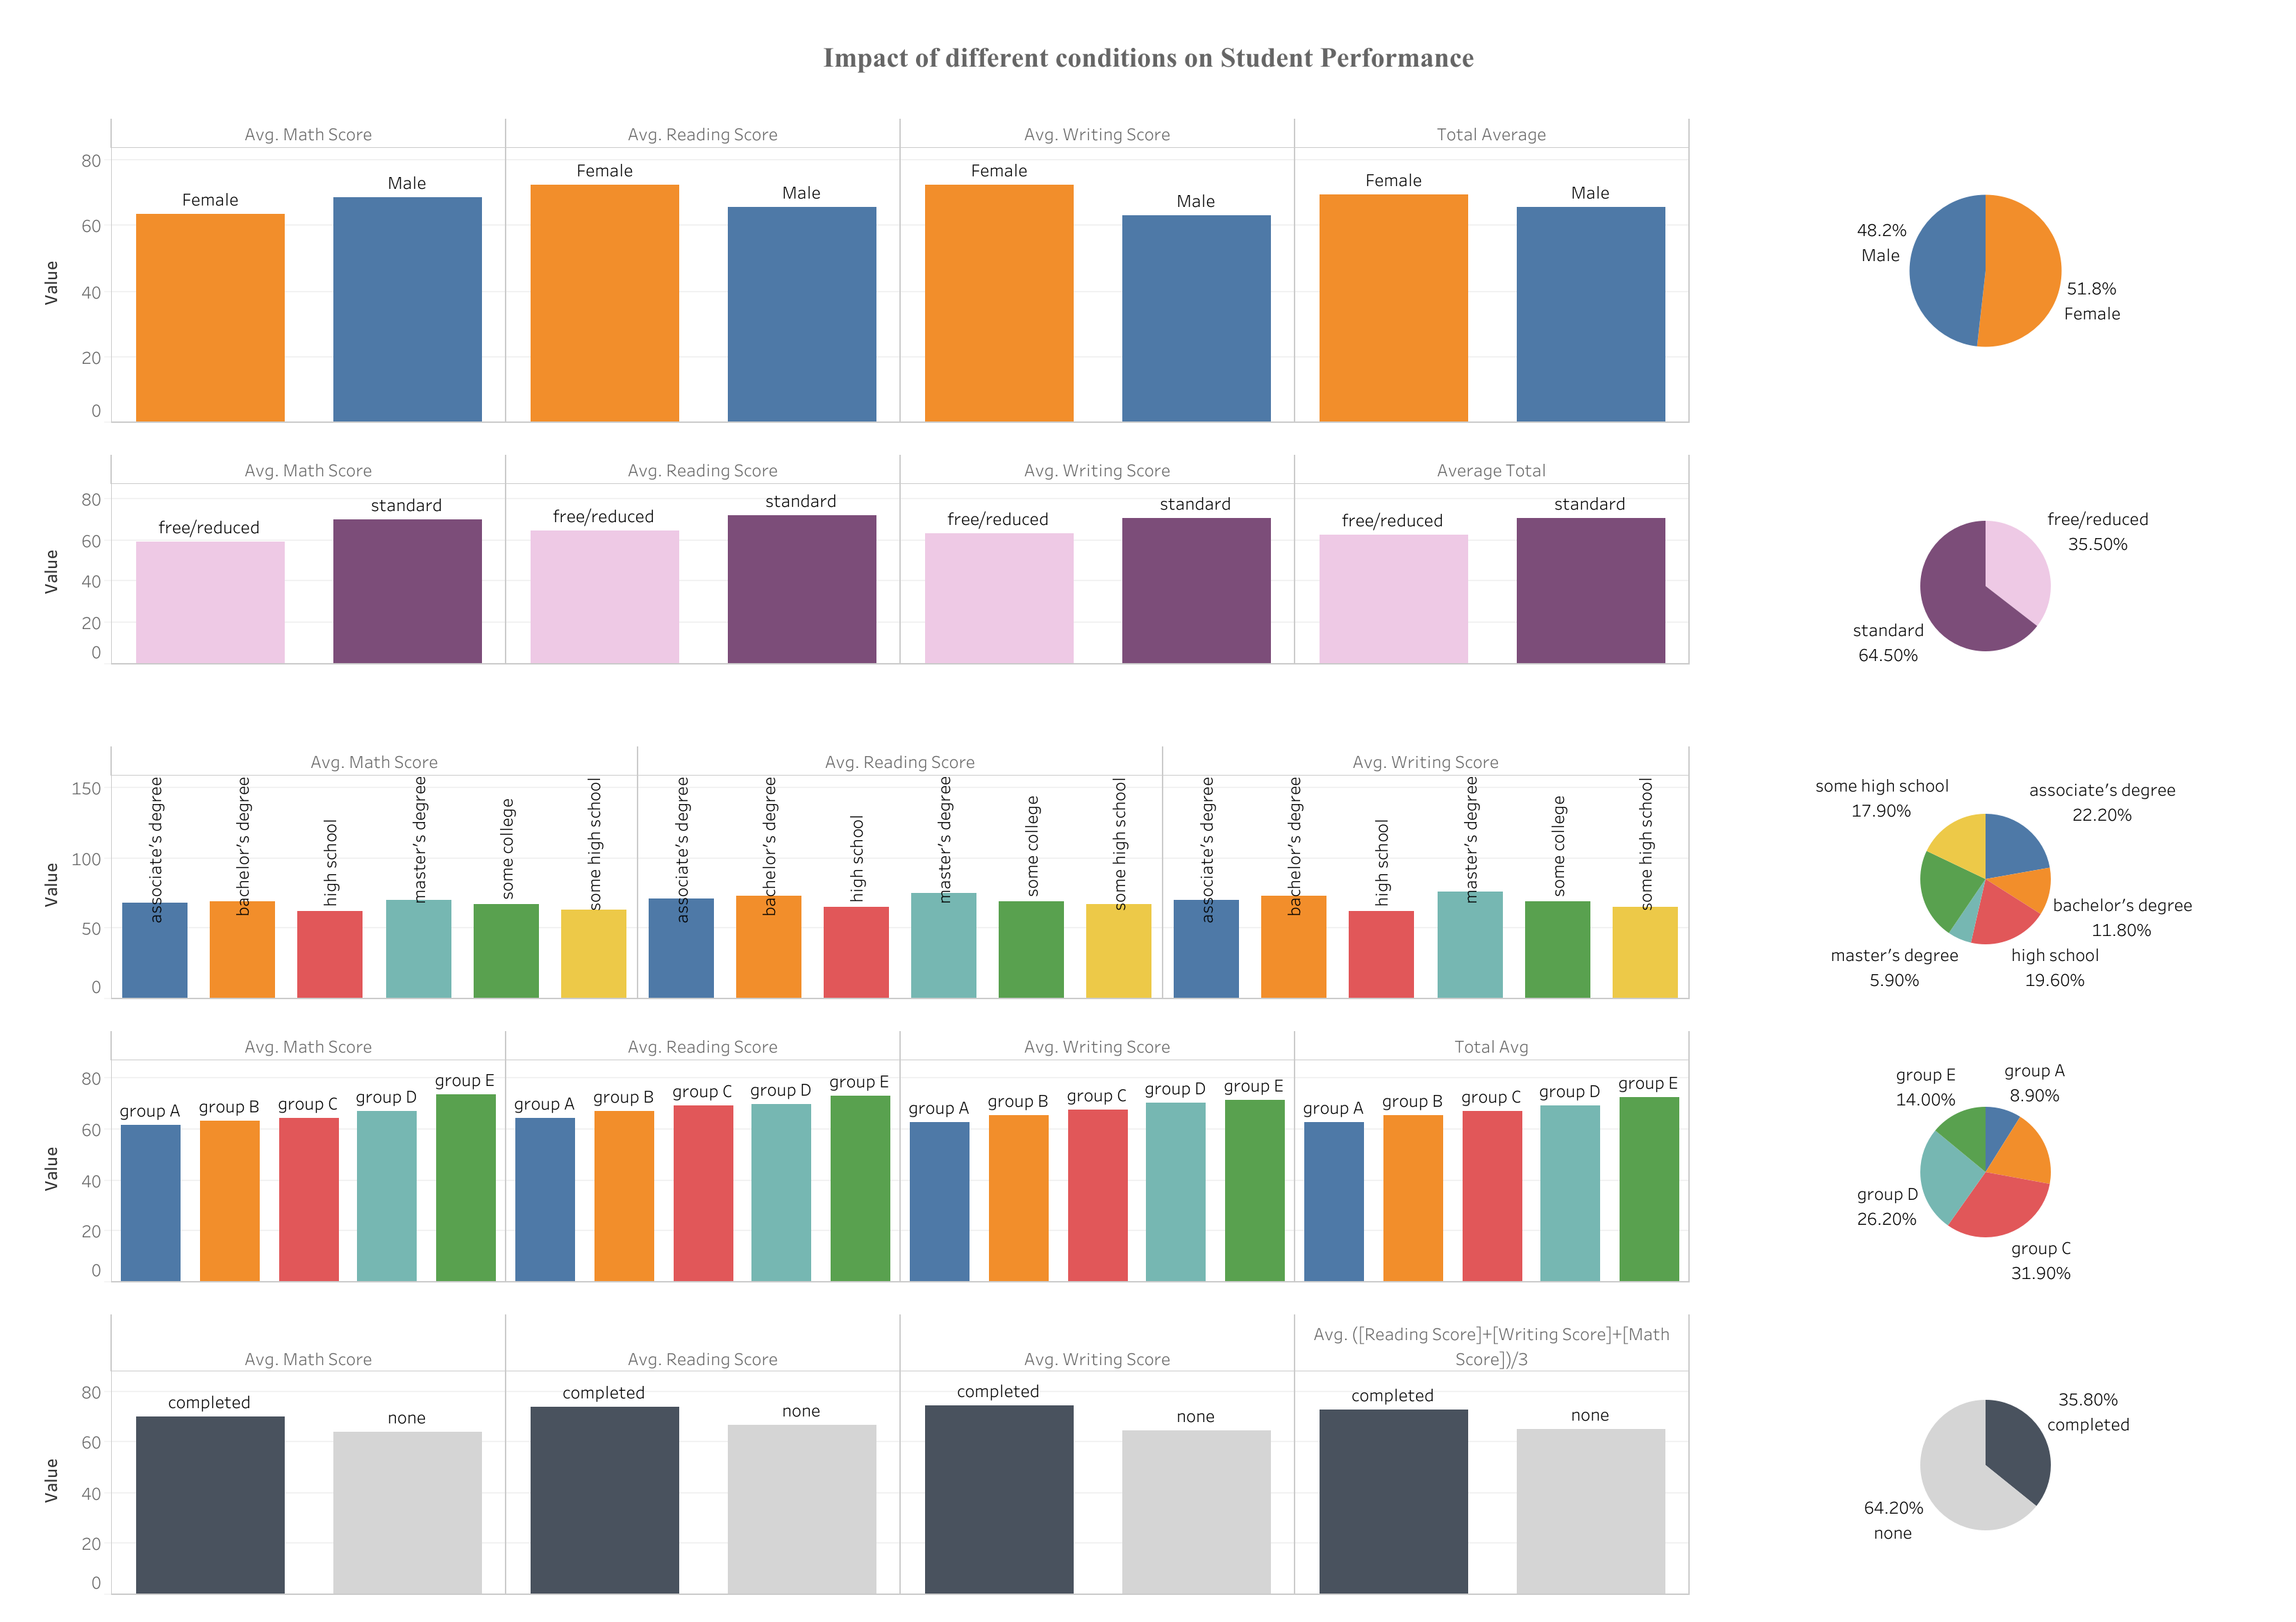 Impact of different conditions on Student Performance
Avg. Math Score
Avg. Reading Score
Avg. Writing Score
Total Average
Value
80
60
40
20
0
Female
Male
Female
Male
Female
Male
Female
Male
48.2%
Male
51.8%
Female
Avg. Math Score
Avg. Reading Score
Avg. Writing Score
Average Total
Value
80
60
40
20
0
free/reduced
standard
free/reduced
standard
free/reduced
standard
free/reduced
standard
free/reduced
35.50%
standard
64.50%
Avg. Math Score
Avg. Reading Score
Avg. Writing Score
Value
150
100
50
0
associate's degree
bachelor's degree
high school
master's degree
some college
some high school
associate's degree
bachelor's degree
high school
master's degree
some college
some high school
associate's degree
bachelor's degree
high school
master's degree
some college
some high school
some high school
17.90%
associate's degree
22.20%
bachelor's degree
11.80%
master's degree
5.90%
high school
19.60%
Avg. Math Score
Avg. Reading Score
Avg. Writing Score
Total Avg
Value
80
60
40
20
0
group A
group B
group C
group D
group E
group A
group B
group C
group D
group E
group A
group B
group C
group D
group E
group A
group B
group C
group D
group E
group E
14.00%
group A
8.90%
group D
26.20%
group C
31.90%
Avg. Math Score
Avg. Reading Score
Avg. Writing Score
Avg. ([Reading Score]+[Writing Score]+[Math
Score])/3
Value
80
60
40
20
0
completed
none
completed
none
completed
none
completed
none
35.80%
completed
64.20%
none